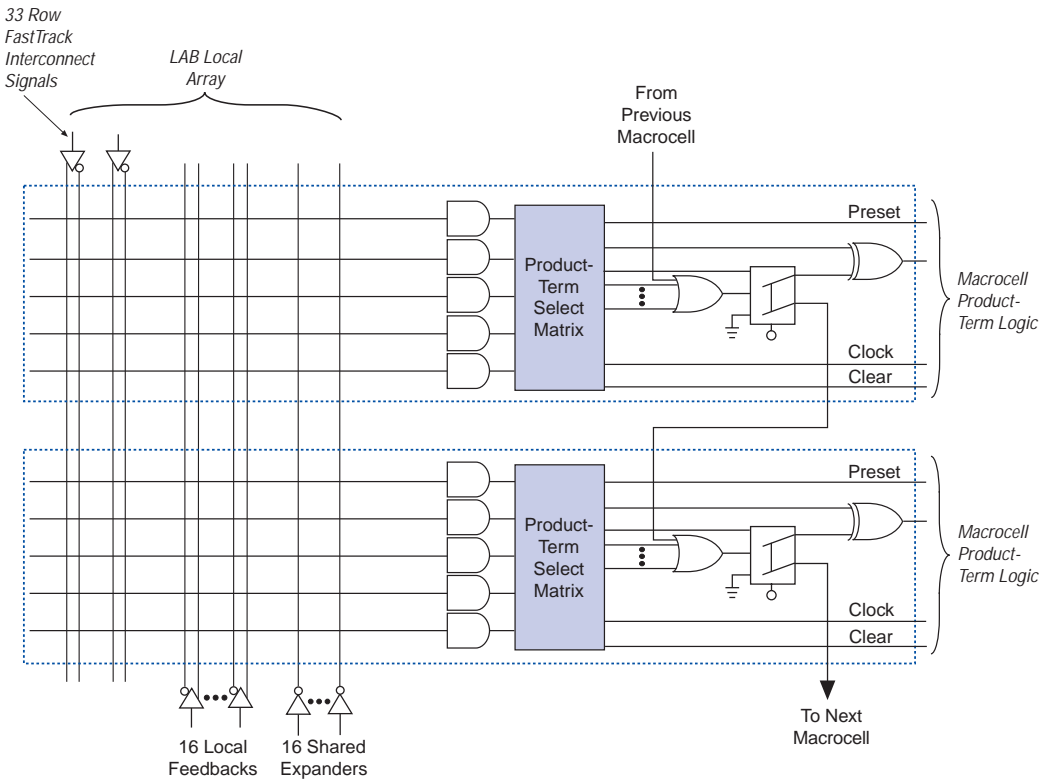 33 Row
FastTrack
Interconnect
Signals
LAB Local
Array
From
Previous
Macrocell
Preset
Product-
Term
Select
Matrix
Macrocell
Product-
Term Logic
Clock
Clear
Preset
Product-
Term
Select
Matrix
Macrocell
Product-
Term Logic
Clock
Clear
16 Local
Feedbacks
16 Shared
Expanders
To Next
Macrocell